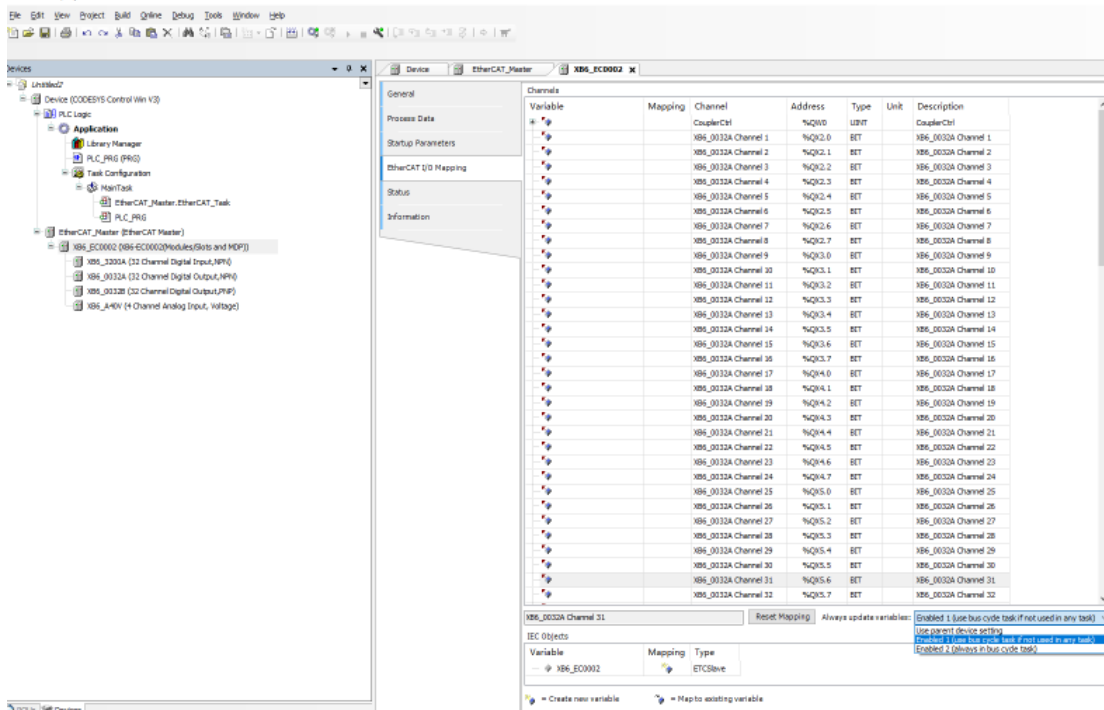 File Edit View Project Build Online Debug Tools Window Help
Devices
Untitled2
Device (CODESYS Control Win V3)
PLC Logic
Application
Library Manager
PLC_PRG (PRG)
Task Configuration
MainTask
EtherCAT_Master.EtherCAT_Task
PLC_PRG
EtherCAT_Master (EtherCAT Master)
XB6_EC0002 (XB6-EC0002(Modules/Slots and MDP))
XB6_3200A (32 Channel Digital Input,NPN)
XB6_0032A (32 Channel Digital Output,NPN)
XB6_0032B (32 Channel Digital Output,PNP)
XB6_A40V (4 Channel Analog Input, Voltage)
Device EtherCAT_Master XB6_EC0002
General
Process Data
Startup Parameters
EtherCAT I/O Mapping
Status
Information
Channels
Variable Mapping Channel Address Type Unit Description
CouplerCtrl %QW0 UINT CouplerCtrl
XB6_0032A Channel 1 %QX2.0 BIT XB6_0032A Channel 1
XB6_0032A Channel 2 %QX2.1 BIT XB6_0032A Channel 2
XB6_0032A Channel 3 %QX2.2 BIT XB6_0032A Channel 3
XB6_0032A Channel 4 %QX2.3 BIT XB6_0032A Channel 4
XB6_0032A Channel 5 %QX2.4 BIT XB6_0032A Channel 5
XB6_0032A Channel 6 %QX2.5 BIT XB6_0032A Channel 6
XB6_0032A Channel 7 %QX2.6 BIT XB6_0032A Channel 7
XB6_0032A Channel 8 %QX2.7 BIT XB6_0032A Channel 8
XB6_0032A Channel 9 %QX3.0 BIT XB6_0032A Channel 9
XB6_0032A Channel 10 %QX3.1 BIT XB6_0032A Channel 10
XB6_0032A Channel 11 %QX3.2 BIT XB6_0032A Channel 11
XB6_0032A Channel 12 %QX3.3 BIT XB6_0032A Channel 12
XB6_0032A Channel 13 %QX3.4 BIT XB6_0032A Channel 13
XB6_0032A Channel 14 %QX3.5 BIT XB6_0032A Channel 14
XB6_0032A Channel 15 %QX3.6 BIT XB6_0032A Channel 15
XB6_0032A Channel 16 %QX3.7 BIT XB6_0032A Channel 16
XB6_0032A Channel 17 %QX4.0 BIT XB6_0032A Channel 17
XB6_0032A Channel 18 %QX4.1 BIT XB6_0032A Channel 18
XB6_0032A Channel 19 %QX4.2 BIT XB6_0032A Channel 19
XB6_0032A Channel 20 %QX4.3 BIT XB6_0032A Channel 20
XB6_0032A Channel 21 %QX4.4 BIT XB6_0032A Channel 21
XB6_0032A Channel 22 %QX4.5 BIT XB6_0032A Channel 22
XB6_0032A Channel 23 %QX4.6 BIT XB6_0032A Channel 23
XB6_0032A Channel 24 %QX4.7 BIT XB6_0032A Channel 24
XB6_0032A Channel 25 %QX5.0 BIT XB6_0032A Channel 25
XB6_0032A Channel 26 %QX5.1 BIT XB6_0032A Channel 26
XB6_0032A Channel 27 %QX5.2 BIT XB6_0032A Channel 27
XB6_0032A Channel 28 %QX5.3 BIT XB6_0032A Channel 28
XB6_0032A Channel 29 %QX5.4 BIT XB6_0032A Channel 29
XB6_0032A Channel 30 %QX5.5 BIT XB6_0032A Channel 30
XB6_0032A Channel 31 %QX5.6 BIT XB6_0032A Channel 31
XB6_0032A Channel 32 %QX5.7 BIT XB6_0032A Channel 32
XB6_0032A Channel 31 Reset Mapping Always update variables: Enabled 1 (use bus cycle task if not used in any task)
Use parent device setting
Enabled 1 (use bus cycle task if not used in any task)
Enabled 2 (always in bus cycle task)
IEC Objects
Variable Mapping Type
XB6_EC0002 ETCSlave
= Create new variable = Map to existing variable
Devices